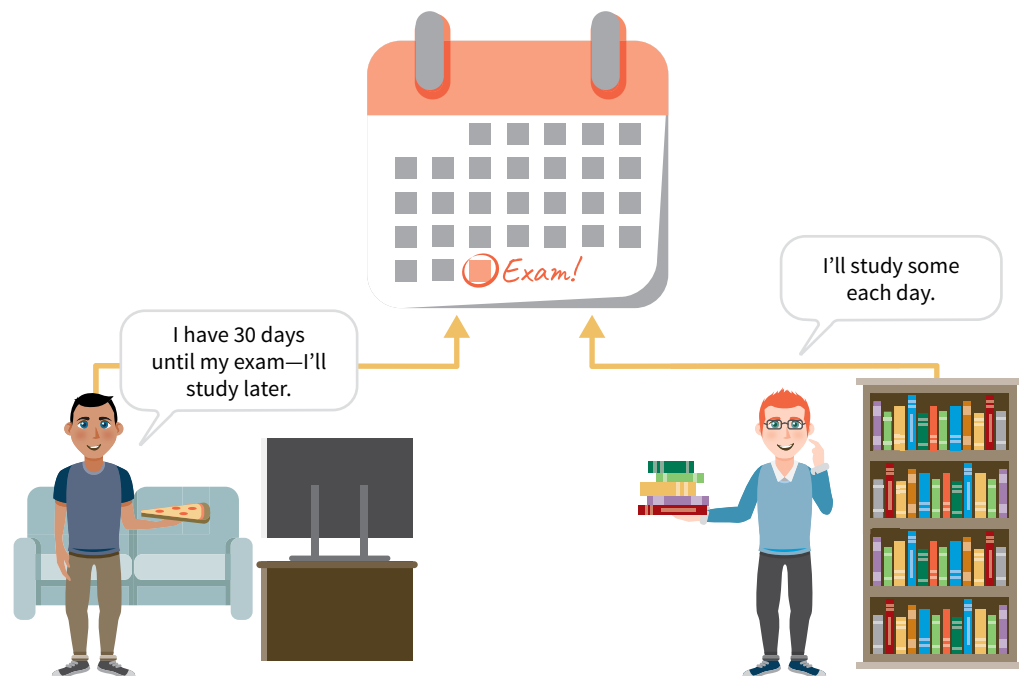 Exam!
I'll study some
each day.
I have 30 days
until my exam—I'll
study later.